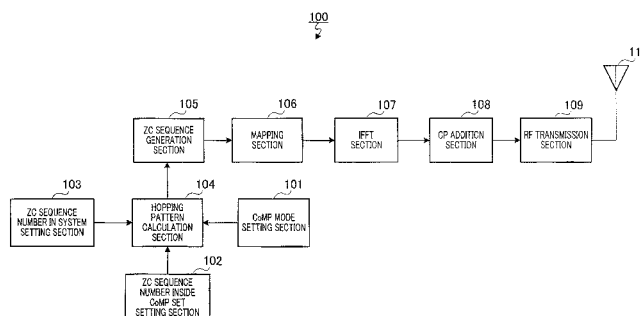 100
11
105
106
107
108
109
ZC SEQUENCE
GENERATION
SECTION
MAPPING
SECTION
IFFT
SECTION
CP ADDITION
SECTION
RF TRANSMISSION
SECTION
103
104
101
ZC SEQUENCE
NUMBER IN SYSTEM
SETTING SECTION
HOPPING
PATTERN
CALCULATION
SECTION
CoMP MODE
SETTING SECTION
102
ZC SEQUENCE
NUMBER INSIDE
CoMP SET
SETTING SECTION